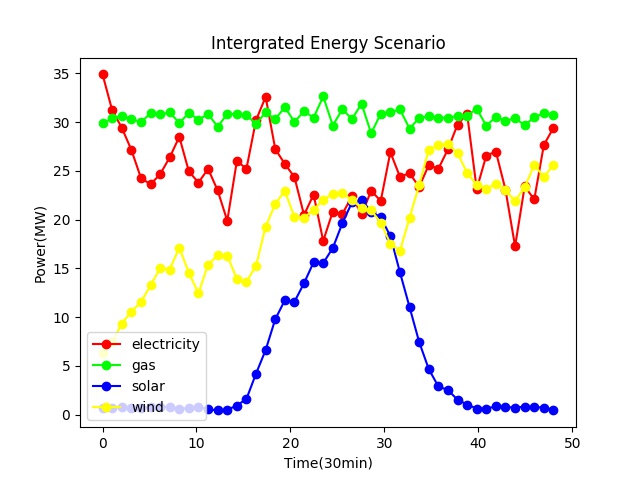 Intergrated Energy Scenario
Power(MW)
35
30
25
20
15
10
5
0
electricity
gas
solar
wind
0 10 20 30 40 50
Time(30min)